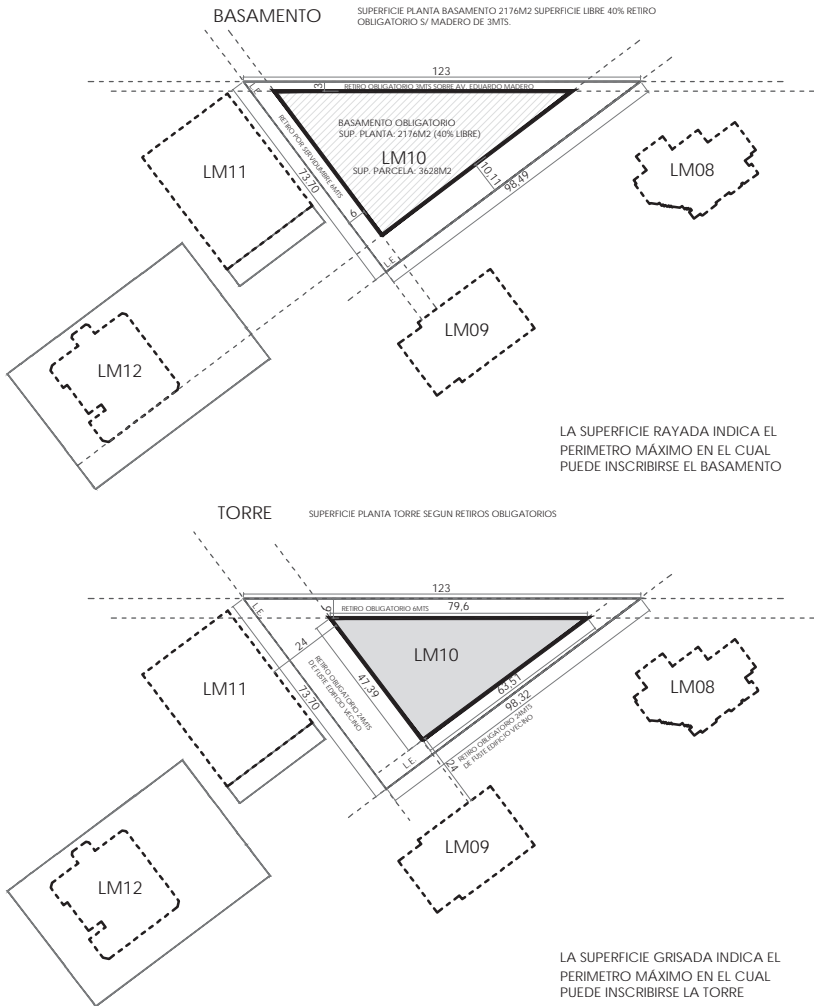 BASAMENTO
SUPERFICIE PLANTA BASAMENTO 2176M2 SUPERFICIE LIBRE 40% RETIRO
OBLIGATORIO S/ MADERO DE 3MTS.
123
3
RETIRO OBLIGATORIO 3MTS SOBRE AV. EDUARDO MADERO
BASAMENTO OBLIGATORIO
SUP. PLANTA: 2176M2 (40% LIBRE)
LM10
SUP. PARCELA: 3628M2
RETIRO POR SERVIDUMBRE 6MTS
73.70
6
10.11
98.49
L.E.
LM11
LM08
LM09
LM12
LA SUPERFICIE RAYADA INDICA EL
PERIMETRO MÁXIMO EN EL CUAL
PUEDE INSCRIBIRSE EL BASAMENTO
TORRE
SUPERFICIE PLANTA TORRE SEGUN RETIROS OBLIGATORIOS
123
L.E.
6
RETIRO OBLIGATORIO 6MTS
79,6
LM10
24
RETIRO OBLIGATORIO 24MTS
DE FUSTE EDIFICIO VECINO
47.39
73.70
63.51
98.32
RETIRO OBLIGATORIO 24MTS
DE FUSTE EDIFICIO VECINO
24
L.E.
LM11
LM08
LM09
LM12
LA SUPERFICIE GRISADA INDICA EL
PERIMETRO MÁXIMO EN EL CUAL
PUEDE INSCRIBIRSE LA TORRE